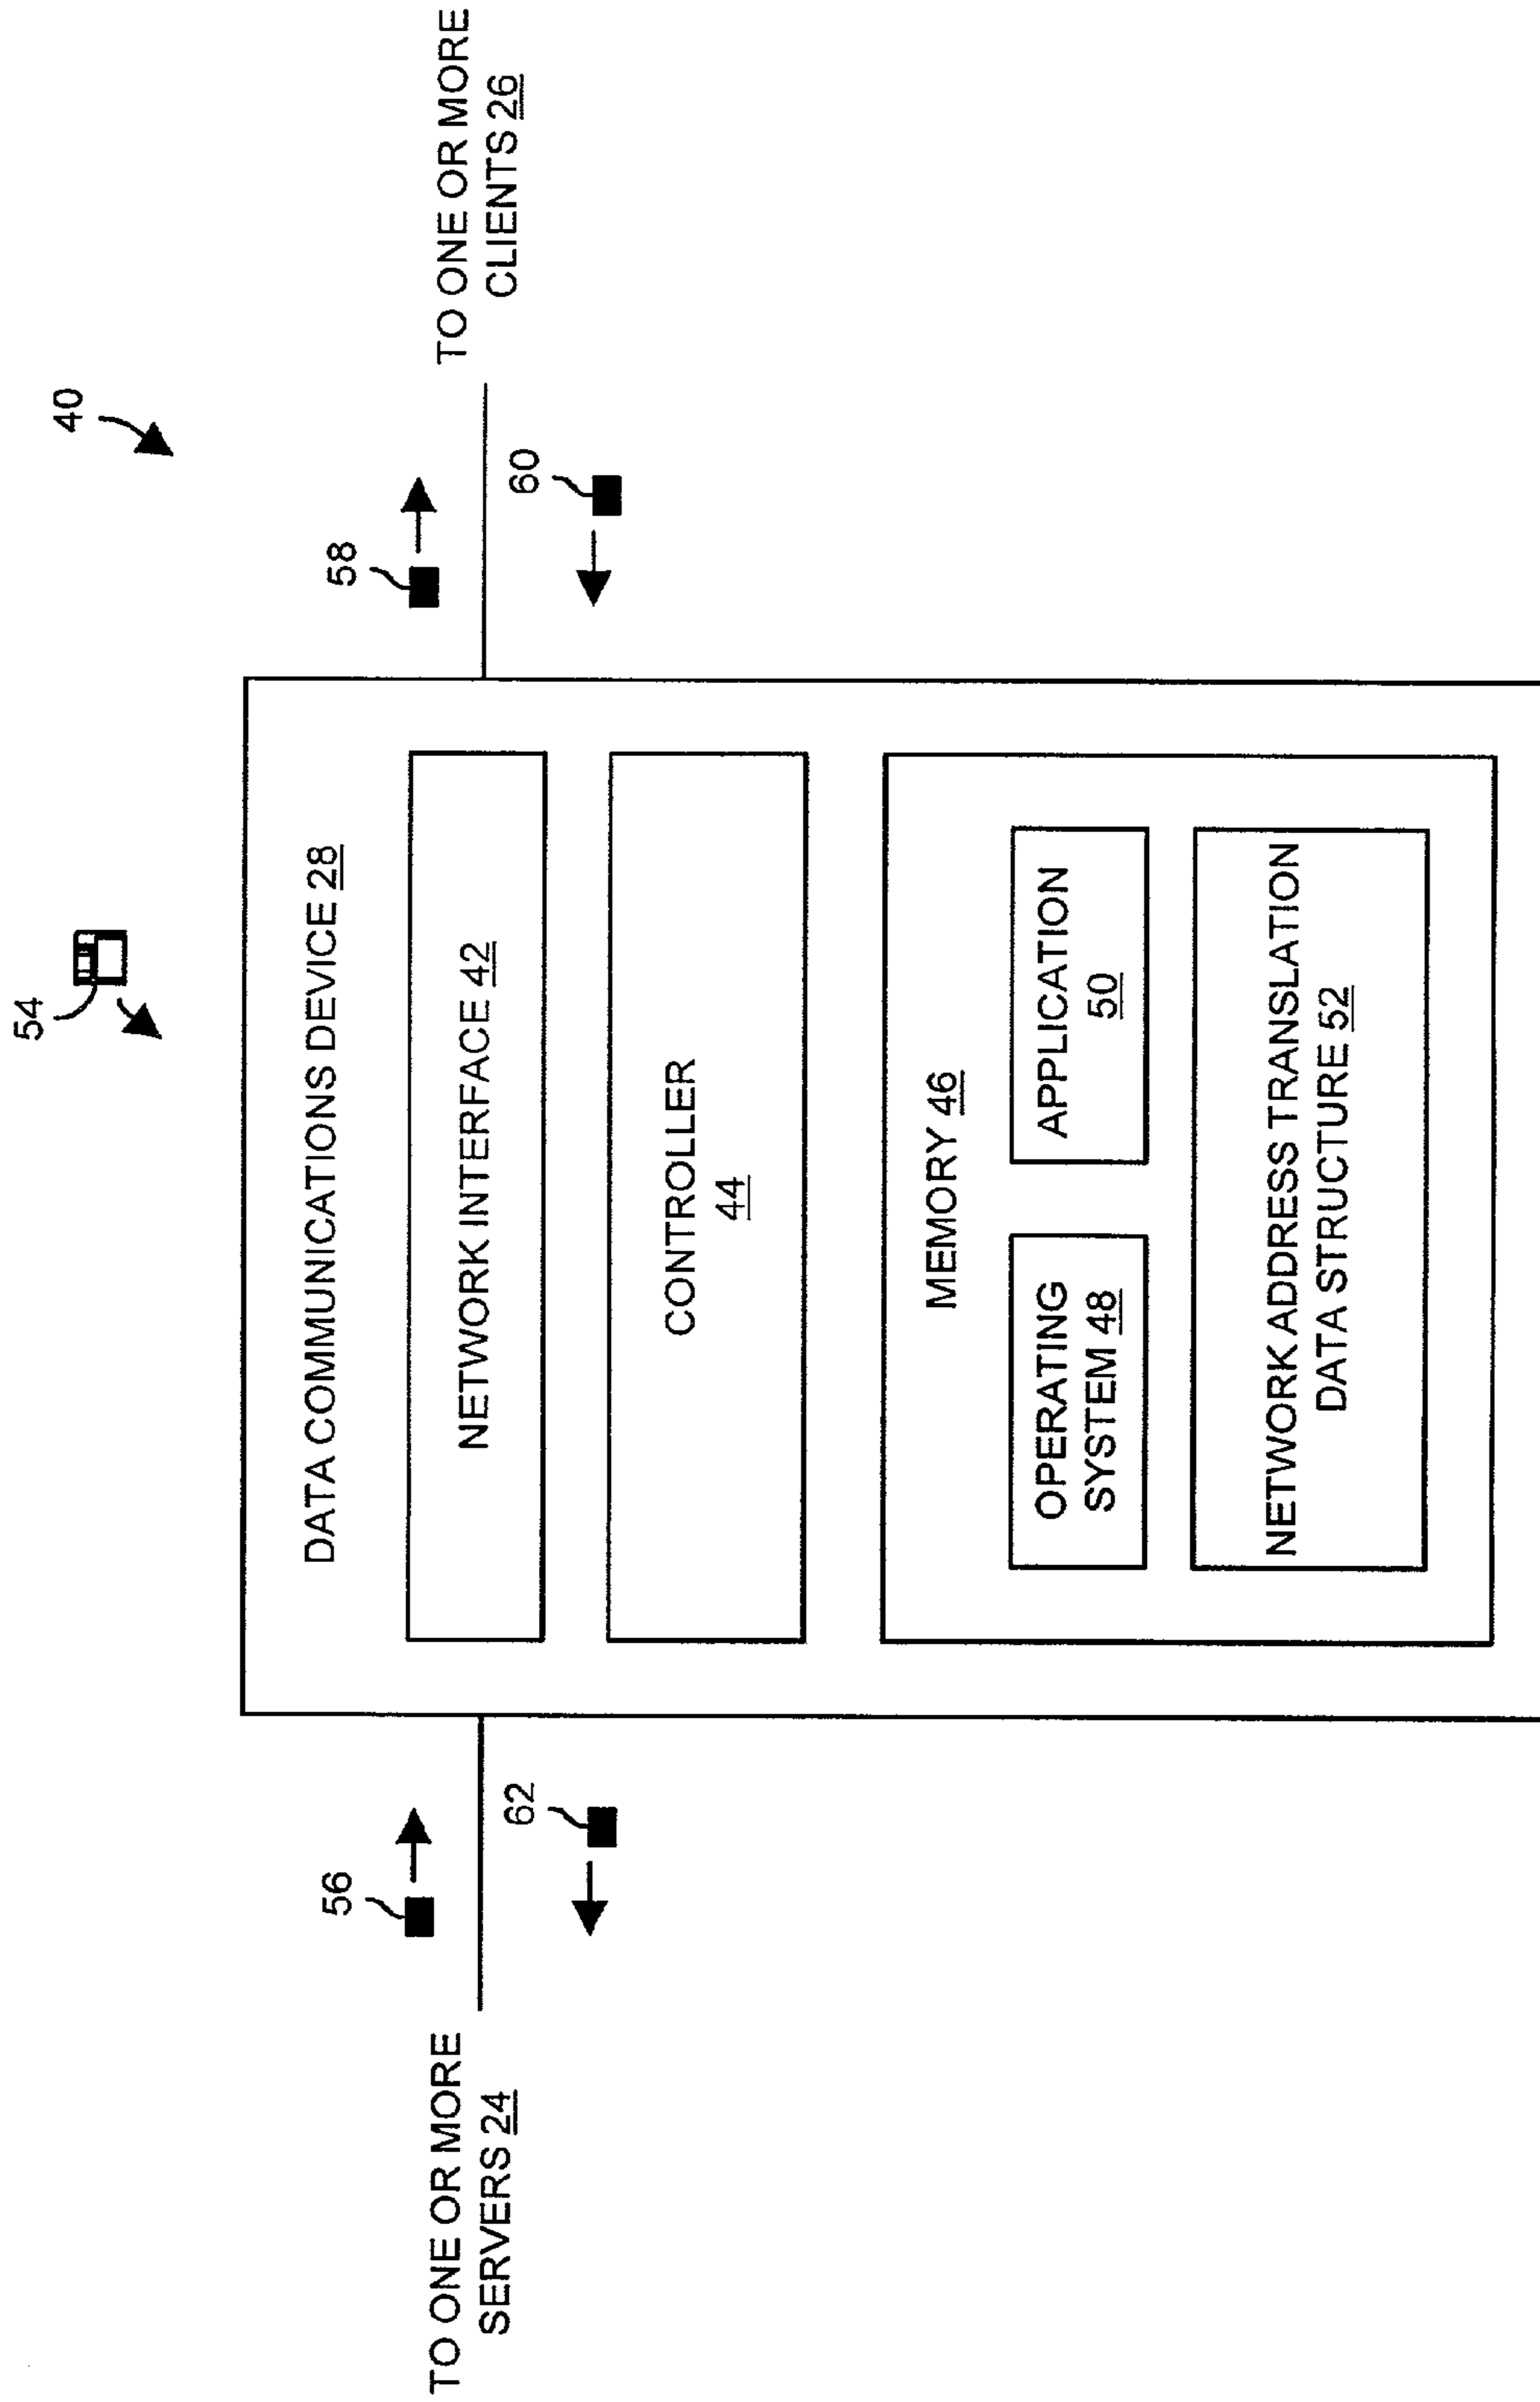 54
40
DATA COMMUNICATIONS DEVICE 28
56
58
TO ONE OR MORE
SERVERS 24
TO ONE OR MORE
CLIENTS 26
NETWORK INTERFACE 42
62
60
CONTROLLER
44
MEMORY 46
OPERATING
SYSTEM 48
APPLICATION
50
NETWORK ADDRESS TRANSLATION
DATA STRUCTURE 52